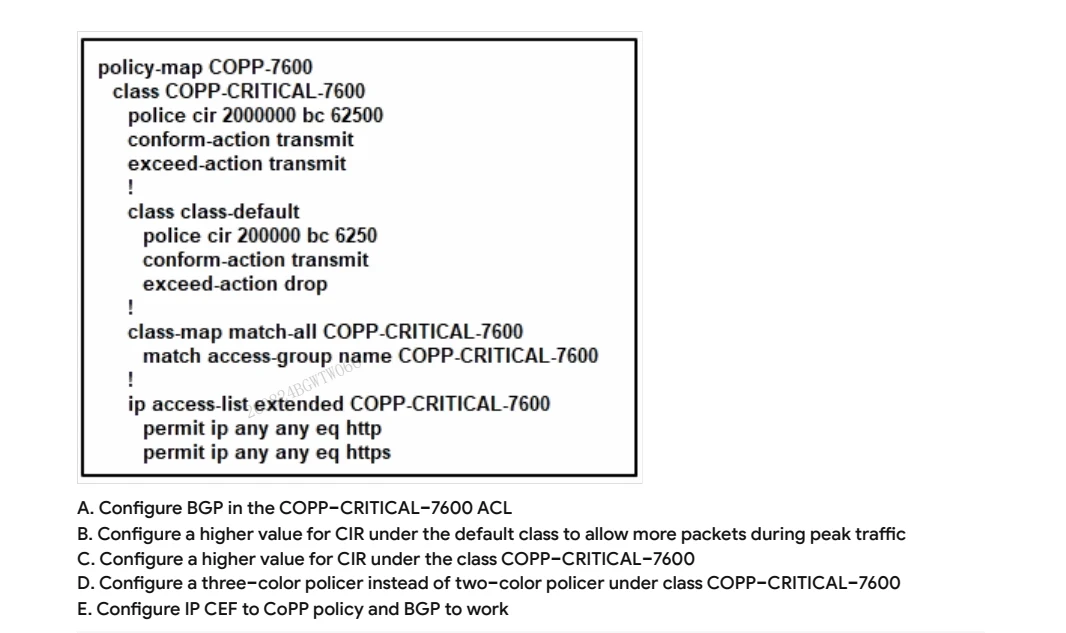 policy-map COPP-7600
class COPP-CRITICAL-7600
police cir 2000000 bc 62500
conform-action transmit
exceed-action transmit
!
class class-default
police cir 200000 bc 6250
conform-action transmit
exceed-action drop
!
class-map match-all COPP-CRITICAL-7600
match access-group name COPP-CRITICAL-7600
!
ip access-list extended COPP-CRITICAL-7600
permit ip any any eq http
permit ip any any eq https
A. Configure BGP in the COPP-CRITICAL-7600 ACL
B. Configure a higher value for CIR under the default class to allow more packets during peak traffic
C. Configure a higher value for CIR under the class COPP-CRITICAL-7600
D. Configure a three-color policer instead of two-color policer under class COPP-CRITICAL-7600
E. Configure IP CEF to CoPP policy and BGP to work